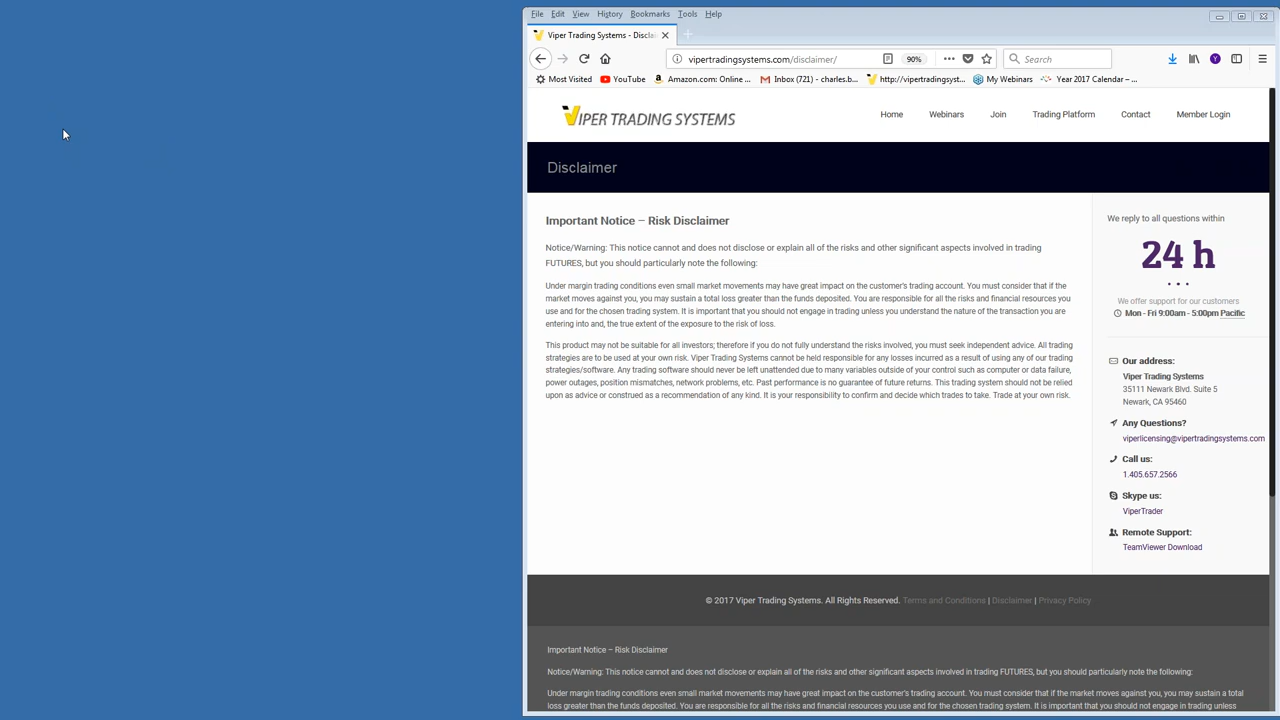 File Edit View History Bookmarks Tools Help
Viper Trading Systems - Disclai
vipertradingsystems.com/disclaimer/ 90% Search
Most Visited YouTube Amazon.com: Online ... Inbox (721) - charles.b... http://vipertradingsyst... My Webinars Year 2017 Calendar – ...
VIPER TRADING SYSTEMS Home Webinars Join Trading Platform Contact Member Login
Disclaimer
Important Notice – Risk Disclaimer
Notice/Warning: This notice cannot and does not disclose or explain all of the risks and other significant aspects involved in trading
FUTURES, but you should particularly note the following:
Under margin trading conditions even small market movements may have great impact on the customer's trading account. You must consider that if the
market moves against you, you may sustain a total loss greater than the funds deposited. You are responsible for all the risks and financial resources you
use and for the chosen trading system. It is important that you should not engage in trading unless you understand the nature of the transaction you are
entering into and, the true extent of the exposure to the risk of loss.
This product may not be suitable for all investors; therefore if you do not fully understand the risks involved, you must seek independent advice. All trading
strategies are to be used at your own risk. Viper Trading Systems cannot be held responsible for any losses incurred as a result of using any of our trading
strategies/software. Any trading software should never be left unattended due to many variables outside of your control such as computer or data failure,
power outages, position mismatches, network problems, etc. Past performance is no guarantee of future returns. This trading system should not be relied
upon as advice or construed as a recommendation of any kind. It is your responsibility to confirm and decide which trades to take. Trade at your own risk.
We reply to all questions within
24 h
We offer support for our customers
Mon - Fri 9:00am - 5:00pm Pacific
Our address:
Viper Trading Systems
35111 Newark Blvd. Suite 5
Newark, CA 95460
Any Questions?
viperlicensing@vipertradingsystems.com
Call us:
1.405.657.2566
Skype us:
ViperTrader
Remote Support:
TeamViewer Download
© 2017 Viper Trading Systems. All Rights Reserved. Terms and Conditions | Disclaimer | Privacy Policy
Important Notice – Risk Disclaimer
Notice/Warning: This notice cannot and does not disclose or explain all of the risks and other significant aspects involved in trading FUTURES, but you should particularly note the following:
Under margin trading conditions even small market movements may have great impact on the customer's trading account. You must consider that if the market moves against you, you may sustain a total
loss greater than the funds deposited. You are responsible for all the risks and financial resources you use and for the chosen trading system. It is important that you should not engage in trading unless